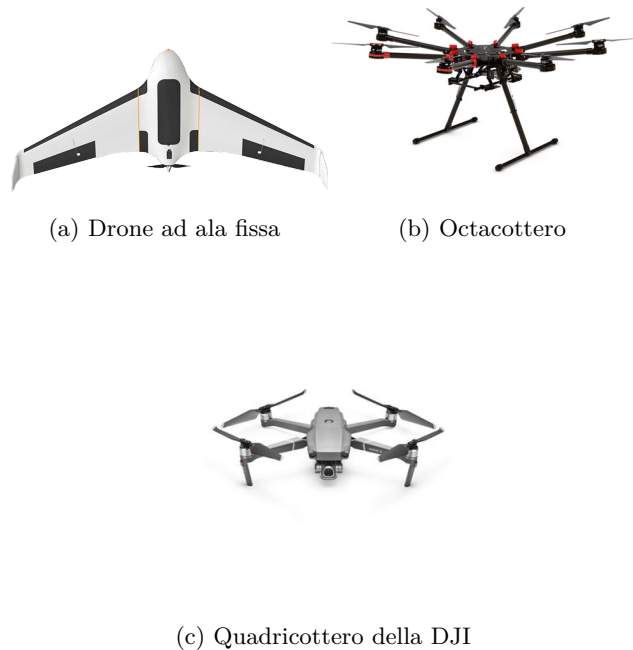 (a) Drone ad ala fissa
(b) Octacottero
(c) Quadricottero della DJI